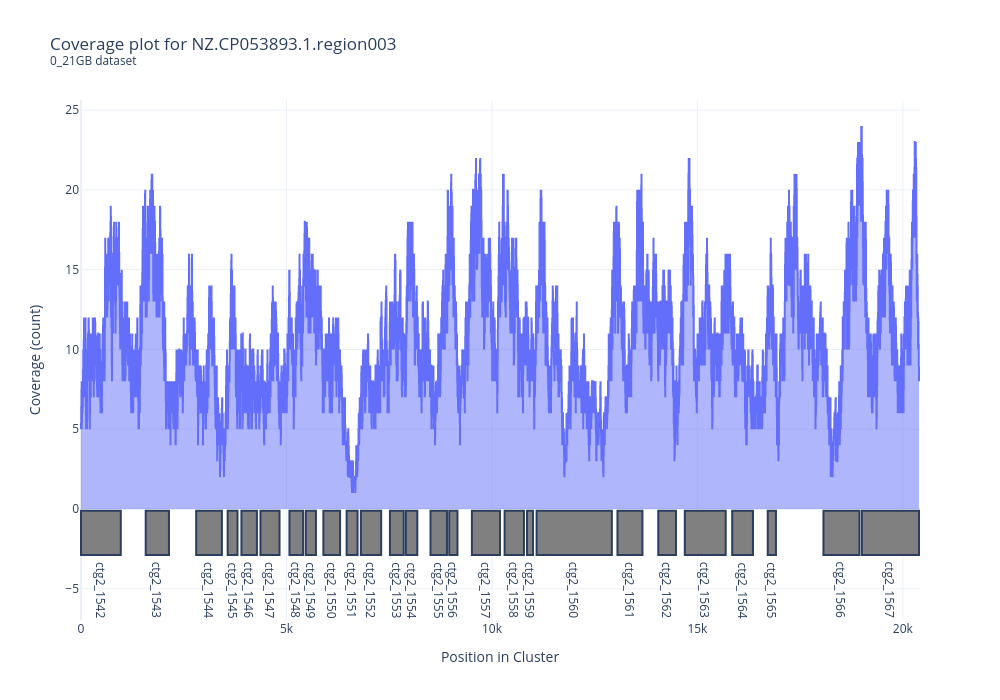 Coverage plot for NZ.CP053893.1.region003
0_21GB dataset
25
20
15
10
5
0
−5
Coverage (count)
ctg2_1542
ctg2_1543
ctg2_1544
ctg2_1545
ctg2_1546
ctg2_1547
ctg2_1548
ctg2_1549
ctg2_1550
ctg2_1551
ctg2_1552
ctg2_1553
ctg2_1554
ctg2_1555
ctg2_1556
ctg2_1557
ctg2_1558
ctg2_1559
ctg2_1560
ctg2_1561
ctg2_1562
ctg2_1563
ctg2_1564
ctg2_1565
ctg2_1566
ctg2_1567
0 5k 10k 15k 20k
Position in Cluster